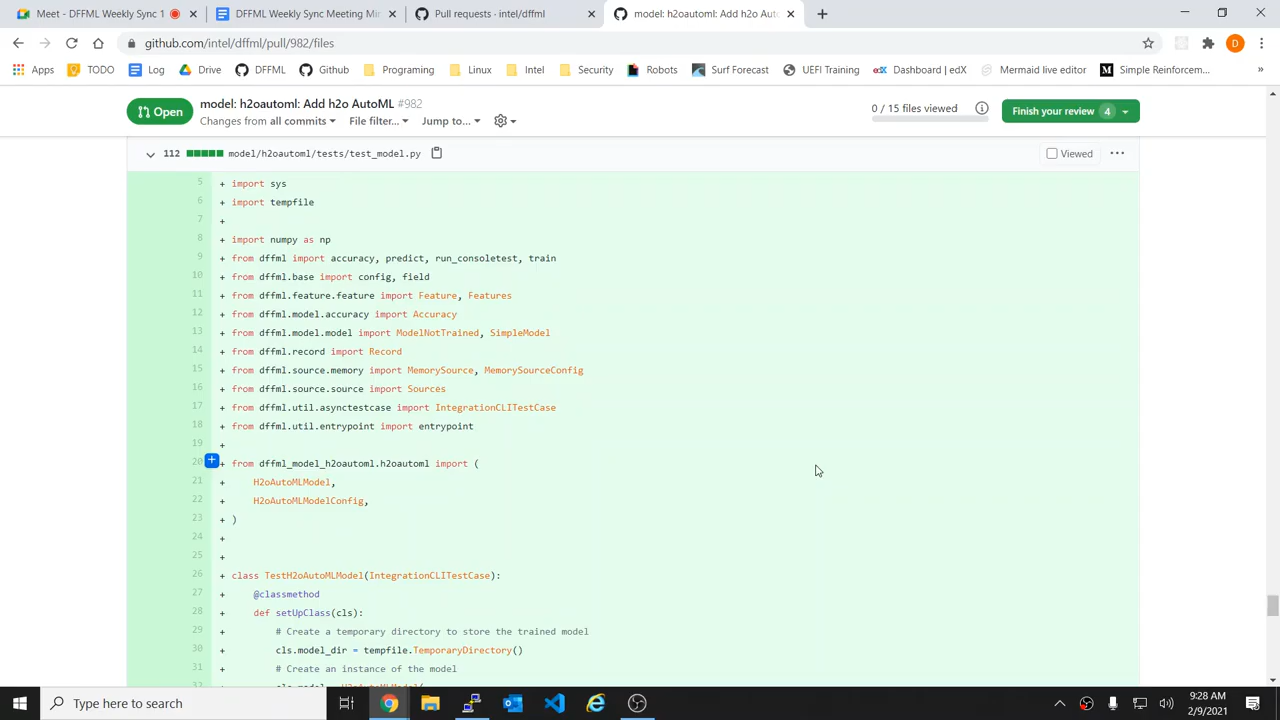 Meet - DFFML Weekly Sync 1
DFFML Weekly Sync Meeting Min
Pull requests · intel/dffml
model: h2oautoml: Add h2o Auto
github.com/intel/dffml/pull/982/files
D
Apps
TODO
Log
Drive
DFFML
Github
Programing
Linux
Intel
Security
Robots
Surf Forecast
UEFI Training
Dashboard | edX
Mermaid live editor
Simple Reinforcem...
Open
model: h2oautoml: Add h2o AutoML #982
Changes from all commits
File filter...
Jump to...
0 / 15 files viewed
Finish your review 4
112 model/h2oautoml/tests/test_model.py
Viewed
5 + import sys
6 + import tempfile
7 +
8 + import numpy as np
9 + from dffml import accuracy, predict, run_consoletest, train
10 + from dffml.base import config, field
11 + from dffml.feature.feature import Feature, Features
12 + from dffml.model.accuracy import Accuracy
13 + from dffml.model.model import ModelNotTrained, SimpleModel
14 + from dffml.record import Record
15 + from dffml.source.memory import MemorySource, MemorySourceConfig
16 + from dffml.source.source import Sources
17 + from dffml.util.asynctestcase import IntegrationCLITestCase
18 + from dffml.util.entrypoint import entrypoint
19 +
20 + from dffml_model_h2oautoml.h2oautoml import (
21 + H2oAutoMLModel,
22 + H2oAutoMLModelConfig,
23 + )
24 +
25 +
26 + class TestH2oAutoMLModel(IntegrationCLITestCase):
27 + @classmethod
28 + def setUpClass(cls):
29 + # Create a temporary directory to store the trained model
30 + cls.model_dir = tempfile.TemporaryDirectory()
31 + # Create an instance of the model
Type here to search
9:28 AM
2/9/2021